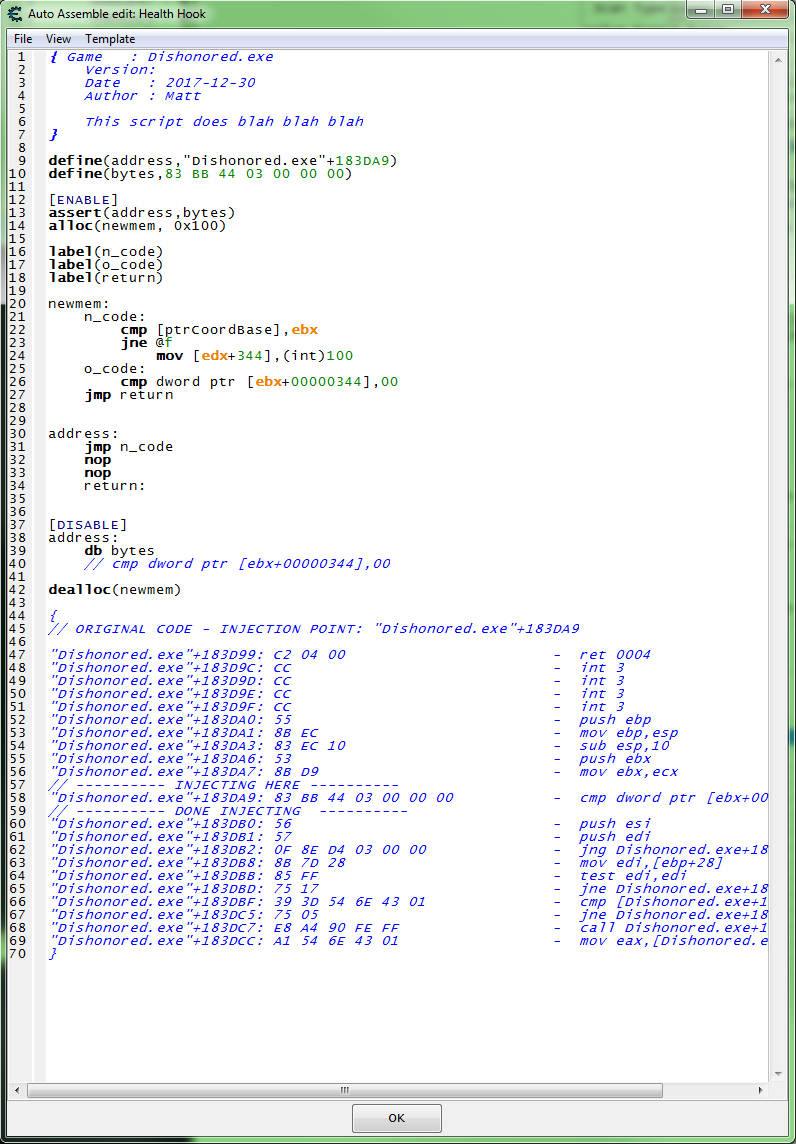 Auto Assemble edit: Health Hook
File View Template
1 { Game   : Dishonored.exe
2     Version:
3     Date   : 2017-12-30
4     Author : Matt
5
6     This script does blah blah blah
7 }
8
9 define(address,"Dishonored.exe"+183DA9)
10 define(bytes,83 BB 44 03 00 00 00)
11
12 [ENABLE]
13 assert(address,bytes)
14 alloc(newmem, 0x100)
15
16 label(n_code)
17 label(o_code)
18 label(return)
19
20 newmem:
21     n_code:
22         cmp [ptrCoordBase],ebx
23         jne @f
24             mov [edx+344],(int)100
25     o_code:
26         cmp dword ptr [ebx+00000344],00
27     jmp return
28
29
30 address:
31     jmp n_code
32     nop
33     nop
34     return:
35
36
37 [DISABLE]
38 address:
39     db bytes
40     // cmp dword ptr [ebx+00000344],00
41
42 dealloc(newmem)
43
44 {
45 // ORIGINAL CODE - INJECTION POINT: "Dishonored.exe"+183DA9
46
47 "Dishonored.exe"+183D99: C2 04 00                       -  ret 0004
48 "Dishonored.exe"+183D9C: CC                             -  int 3
49 "Dishonored.exe"+183D9D: CC                             -  int 3
50 "Dishonored.exe"+183D9E: CC                             -  int 3
51 "Dishonored.exe"+183D9F: CC                             -  int 3
52 "Dishonored.exe"+183DA0: 55                             -  push ebp
53 "Dishonored.exe"+183DA1: 8B EC                          -  mov ebp,esp
54 "Dishonored.exe"+183DA3: 83 EC 10                       -  sub esp,10
55 "Dishonored.exe"+183DA6: 53                             -  push ebx
56 "Dishonored.exe"+183DA7: 8B D9                          -  mov ebx,ecx
57 // ---------- INJECTING HERE ----------
58 "Dishonored.exe"+183DA9: 83 BB 44 03 00 00 00           -  cmp dword ptr [ebx+00
59 // ---------- DONE INJECTING  ----------
60 "Dishonored.exe"+183DB0: 56                             -  push esi
61 "Dishonored.exe"+183DB1: 57                             -  push edi
62 "Dishonored.exe"+183DB2: 0F 8E D4 03 00 00              -  jng Dishonored.exe+18
63 "Dishonored.exe"+183DB8: 8B 7D 28                       -  mov edi,[ebp+28]
64 "Dishonored.exe"+183DBB: 85 FF                          -  test edi,edi
65 "Dishonored.exe"+183DBD: 75 17                          -  jne Dishonored.exe+18
66 "Dishonored.exe"+183DBF: 39 3D 54 6E 43 01              -  cmp [Dishonored.exe+1
67 "Dishonored.exe"+183DC5: 75 05                          -  jne Dishonored.exe+18
68 "Dishonored.exe"+183DC7: E8 A4 90 FE FF                 -  call Dishonored.exe+1
69 "Dishonored.exe"+183DCC: A1 54 6E 43 01                 -  mov eax,[Dishonored.e
70 }
OK